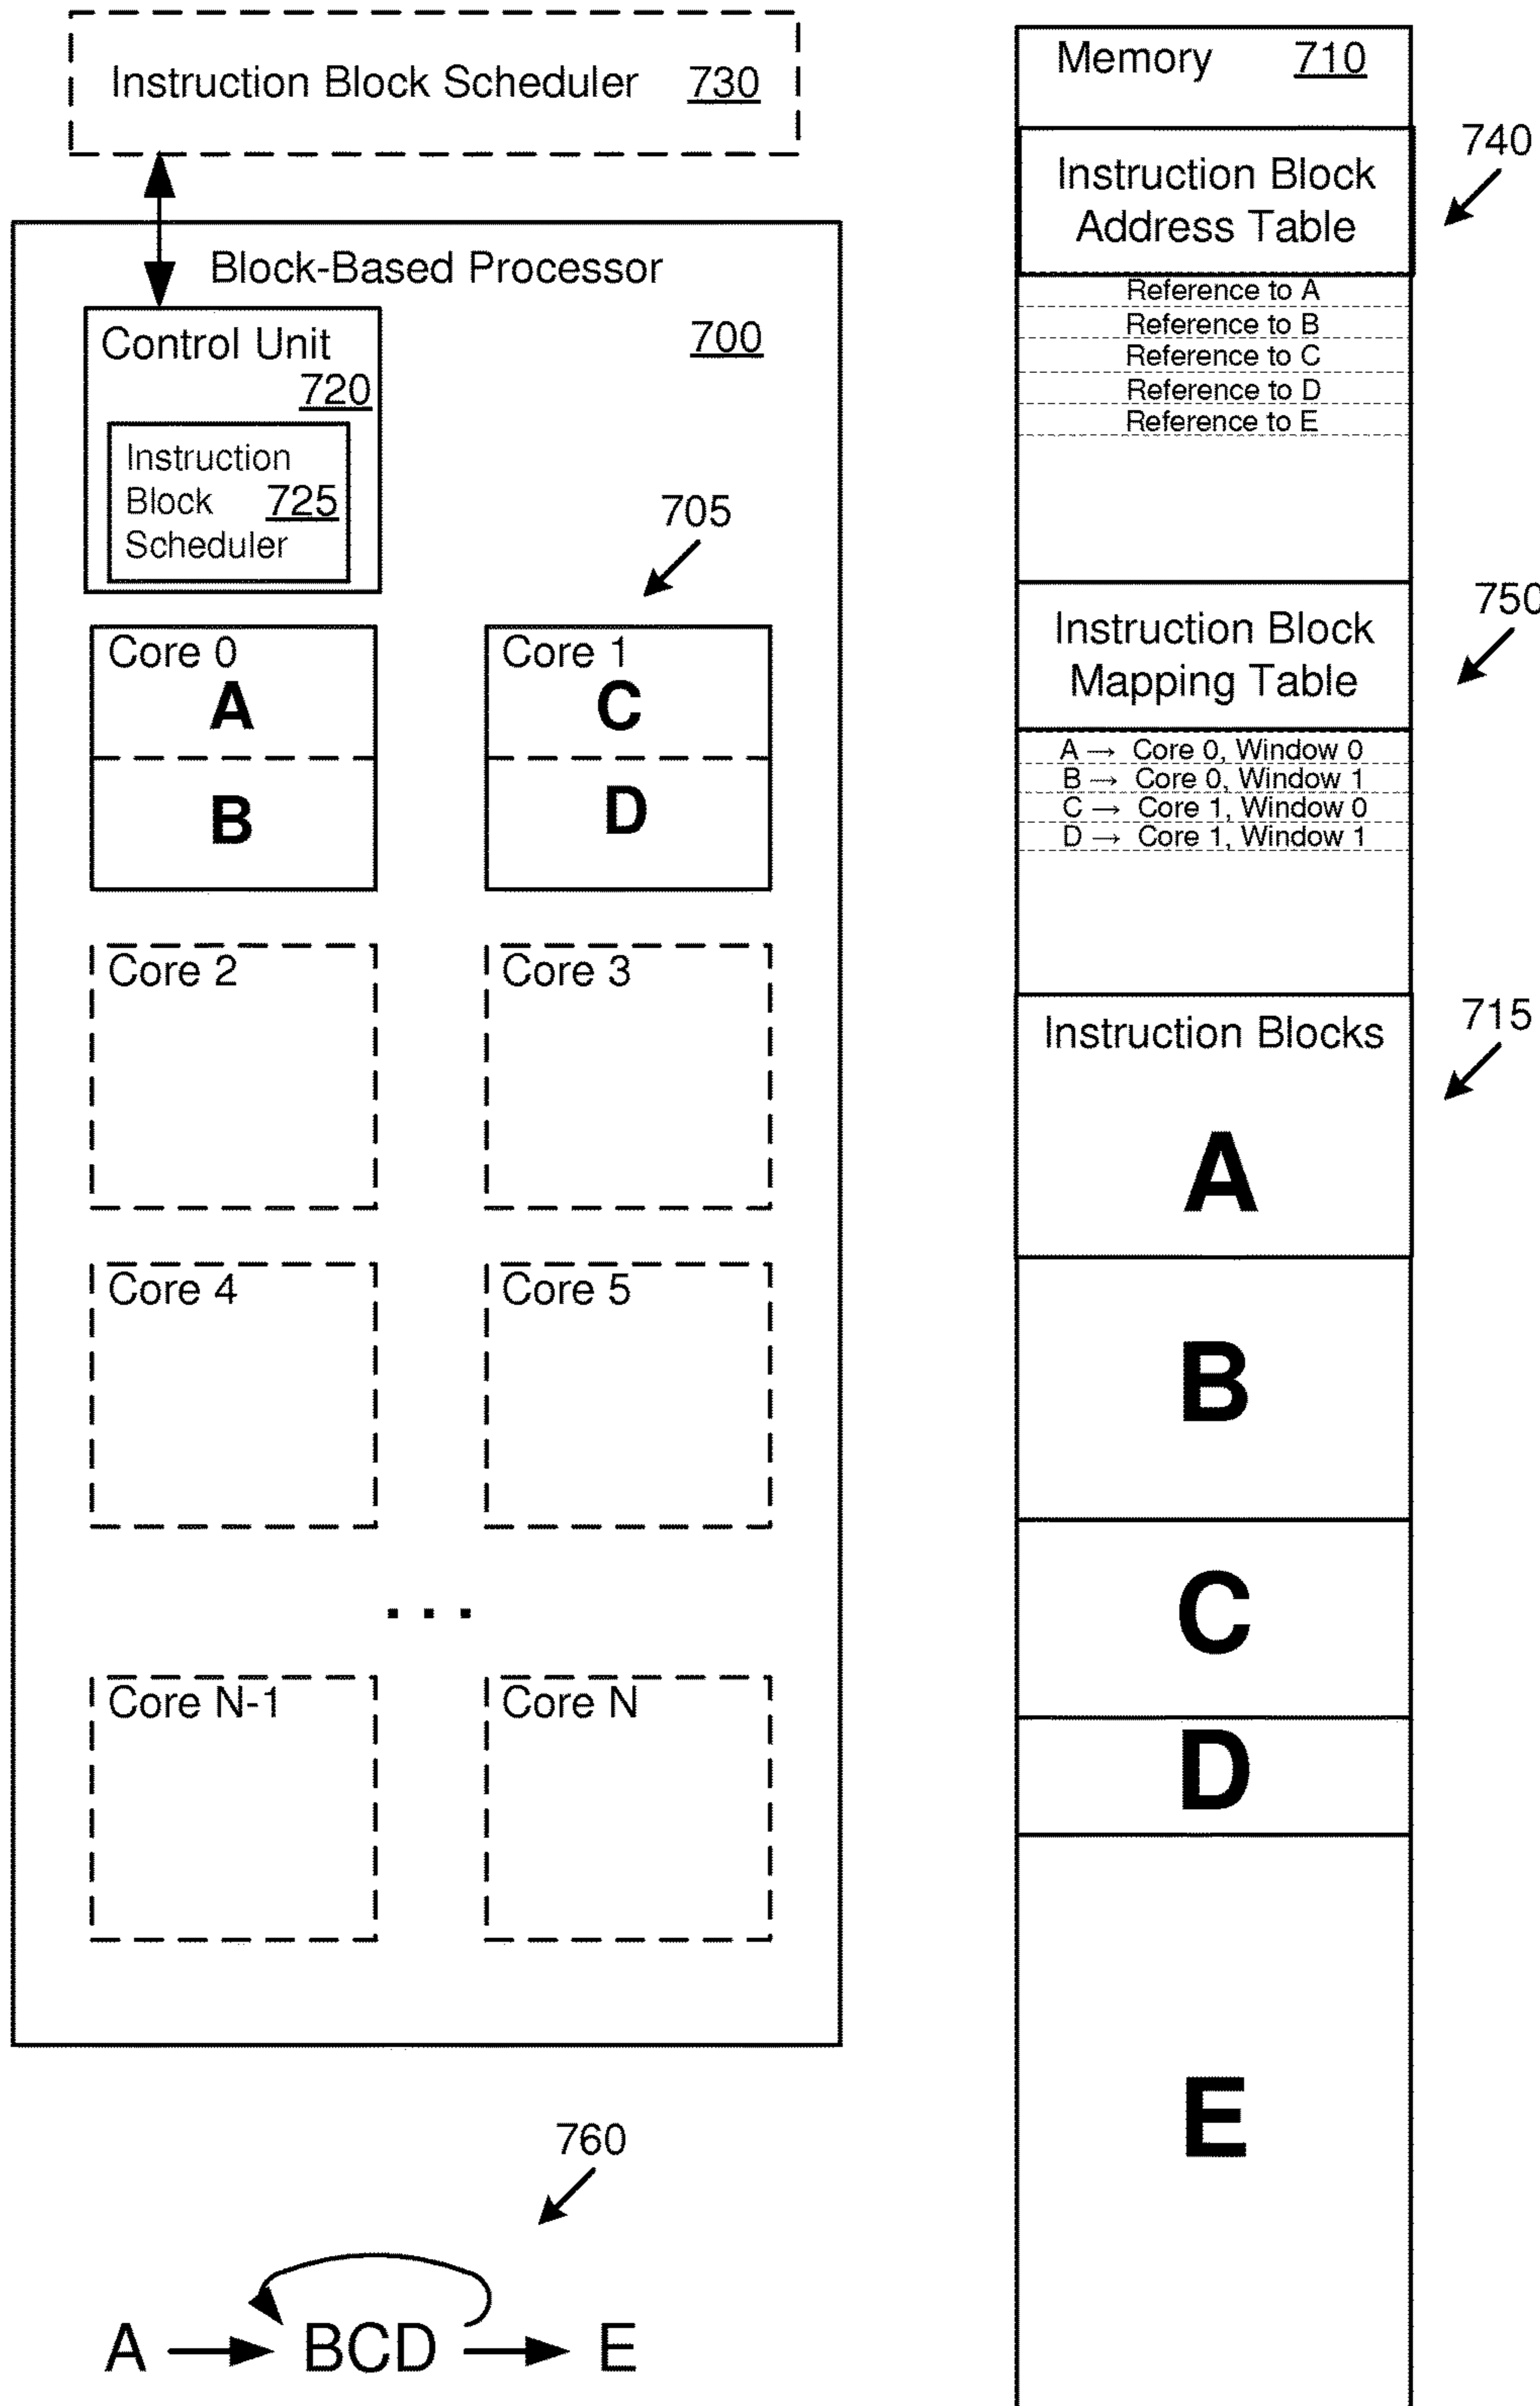 Instruction Block Scheduler 730
Block-Based Processor
700
Control Unit
720
Instruction
Block 725
Scheduler
705
Core 0
A
B
Core 1
C
D
Core 2
Core 3
Core 4
Core 5
...
Core N-1
Core N
760
A → BCD → E
Memory 710
740
Instruction Block
Address Table
Reference to A
Reference to B
Reference to C
Reference to D
Reference to E
750
Instruction Block
Mapping Table
A → Core 0, Window 0
B → Core 0, Window 1
C → Core 1, Window 0
D → Core 1, Window 1
715
Instruction Blocks
A
B
C
D
E